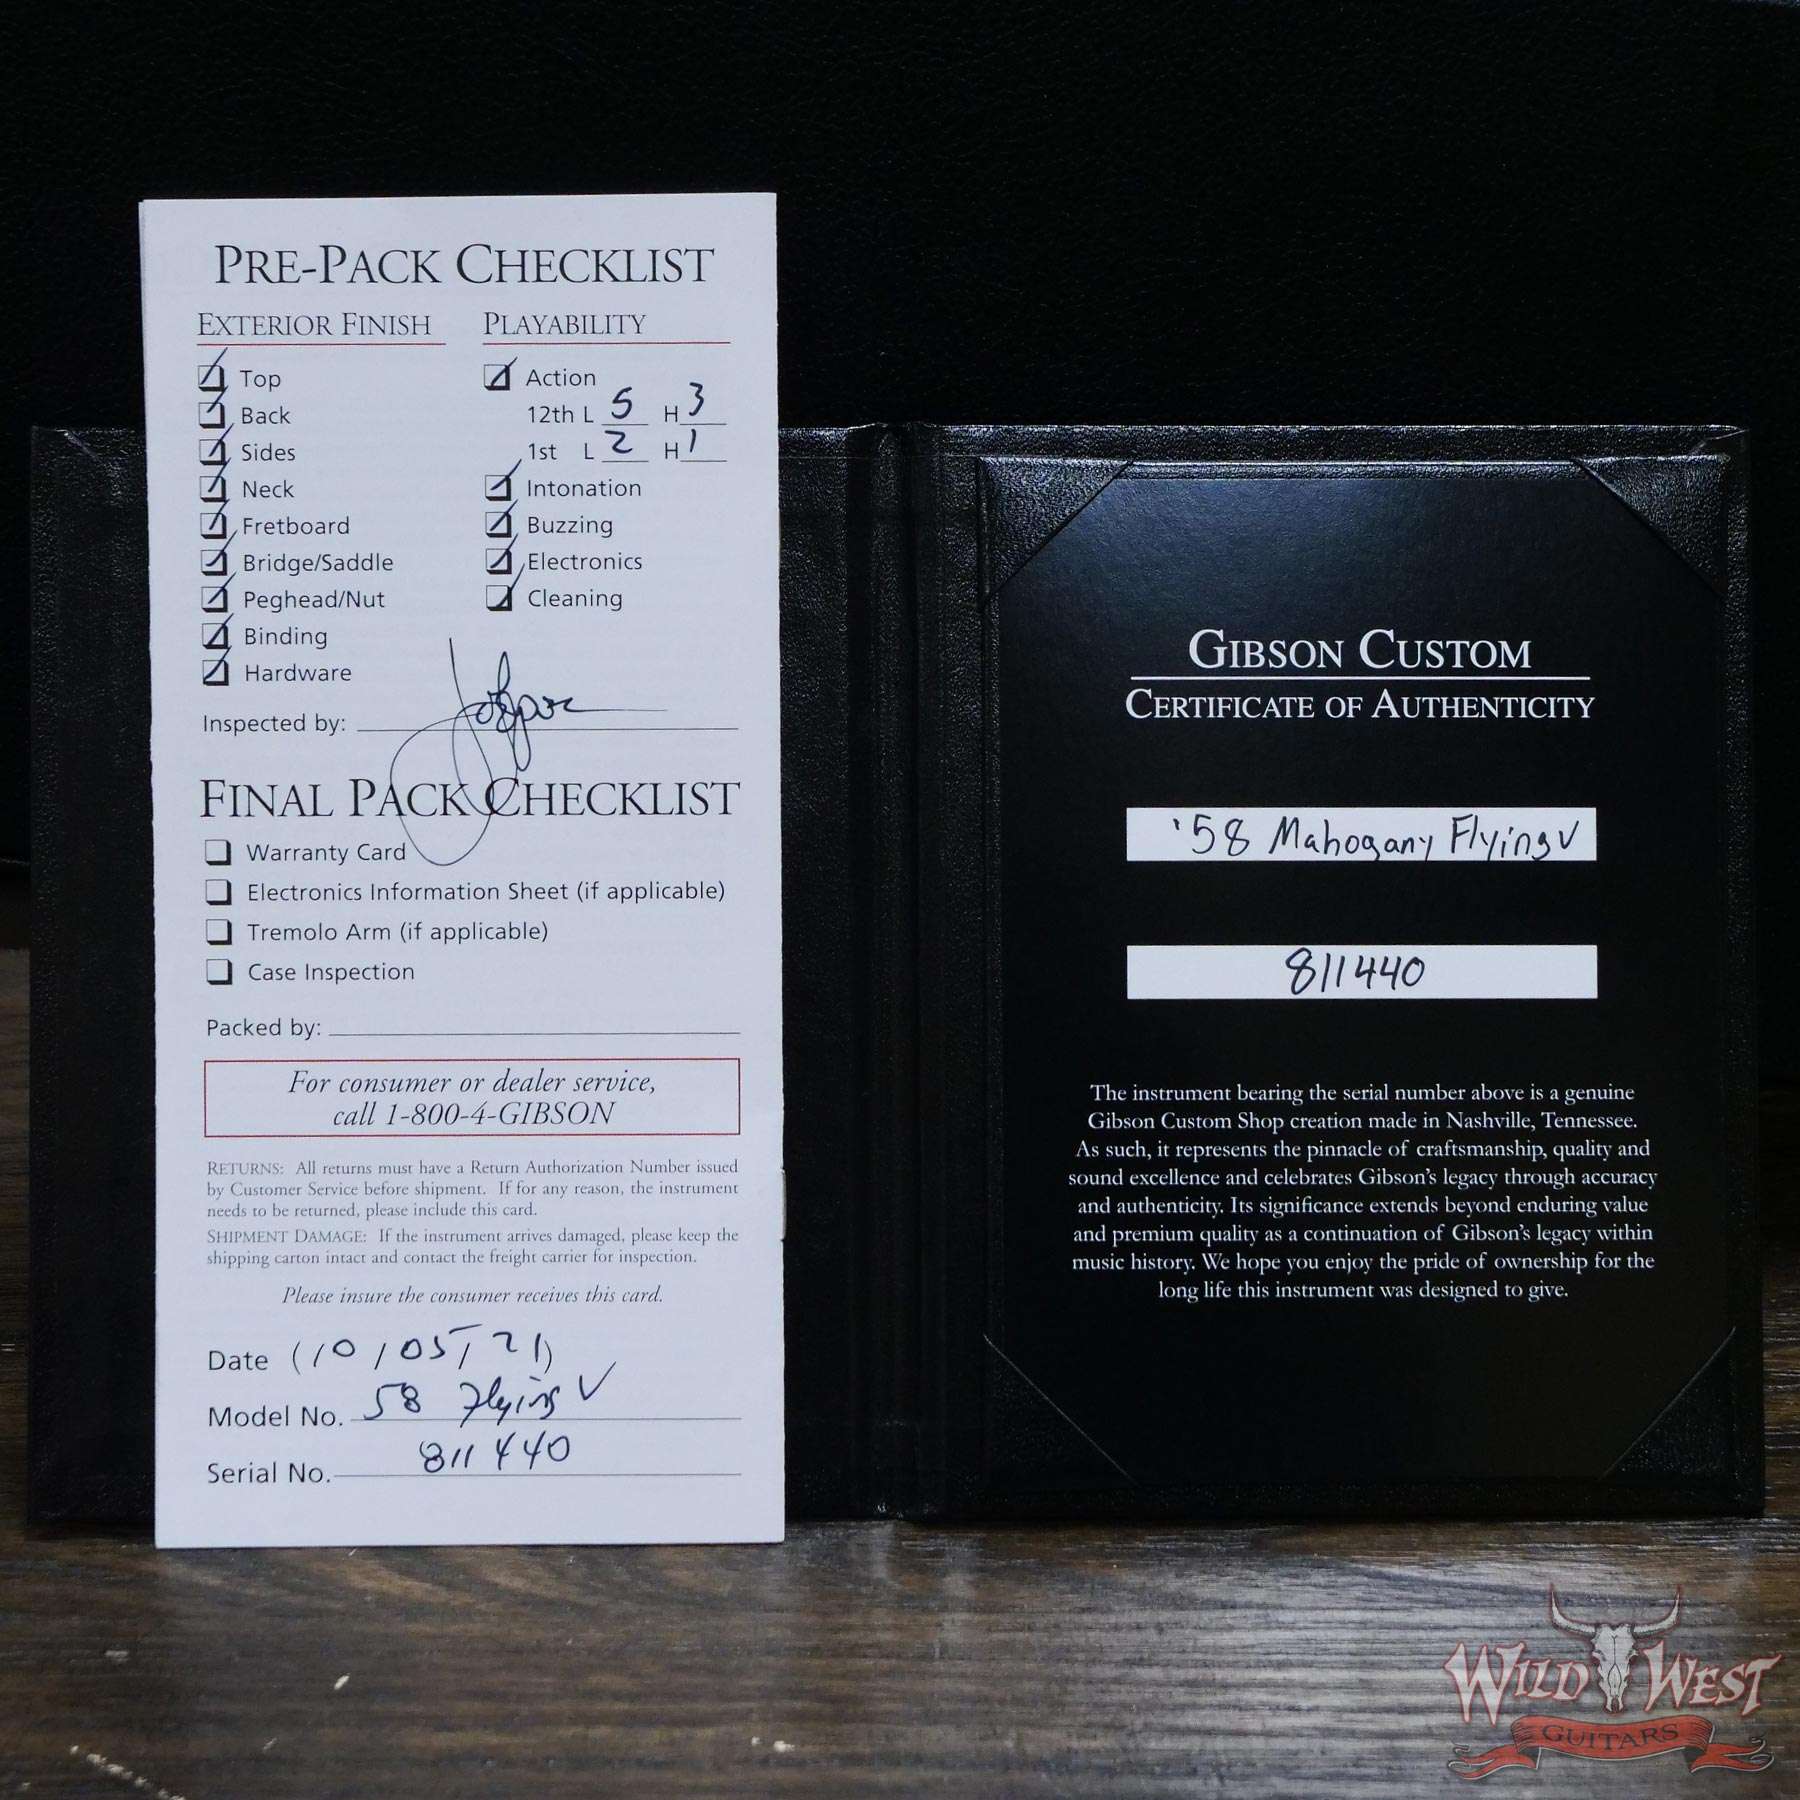 PRE-PACK CHECKLIST
EXTERIOR FINISH
Top
Back
Sides
Neck
Fretboard
Bridge/Saddle
Peghead/Nut
Binding
Hardware
PLAYABILITY
Action
12th L 5 H 3
1st L 2 H 1
Intonation
Buzzing
Electronics
Cleaning
Inspected by:
FINAL PACK CHECKLIST
Warranty Card
Electronics Information Sheet (if applicable)
Tremolo Arm (if applicable)
Case Inspection
Packed by:
For consumer or dealer service,
call 1-800-4-GIBSON
RETURNS: All returns must have a Return Authorization Number issued
by Customer Service before shipment. If for any reason, the instrument
needs to be returned, please include this card.
SHIPMENT DAMAGE: If the instrument arrives damaged, please keep the
shipping carton intact and contact the freight carrier for inspection.
Please insure the consumer receives this card.
Date (10/05/21)
Model No. 58 Flying V
Serial No. 811440
GIBSON CUSTOM
CERTIFICATE OF AUTHENTICITY
'58 Mahogany Flying V
811440
The instrument bearing the serial number above is a genuine
Gibson Custom Shop creation made in Nashville, Tennessee.
As such, it represents the pinnacle of craftsmanship, quality and
sound excellence and celebrates Gibson's legacy through accuracy
and authenticity. Its significance extends beyond enduring value
and premium quality as a continuation of Gibson's legacy within
music history. We hope you enjoy the pride of ownership for the
long life this instrument was designed to give.
WILD WEST
GUITARS